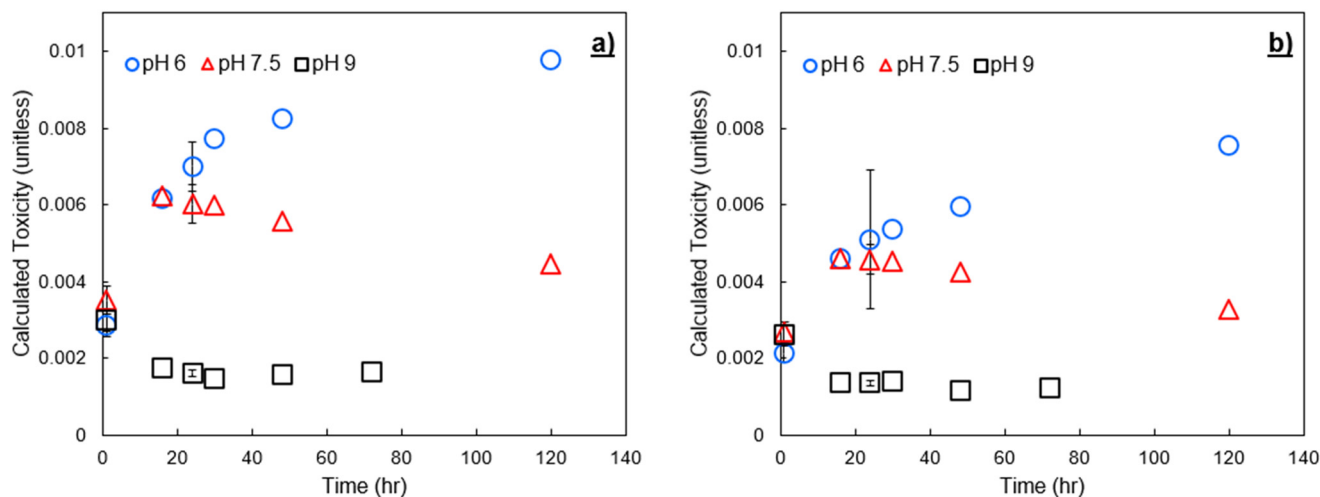 a)
pH 6 pH 7.5 pH 9
Calculated Toxicity (unitless)
0.01
0.008
0.006
0.004
0.002
0
0 20 40 60 80 100 120 140
Time (hr)
b)
pH 6 pH 7.5 pH 9
Calculated Toxicity (unitless)
0.01
0.008
0.006
0.004
0.002
0
0 20 40 60 80 100 120 140
Time (hr)